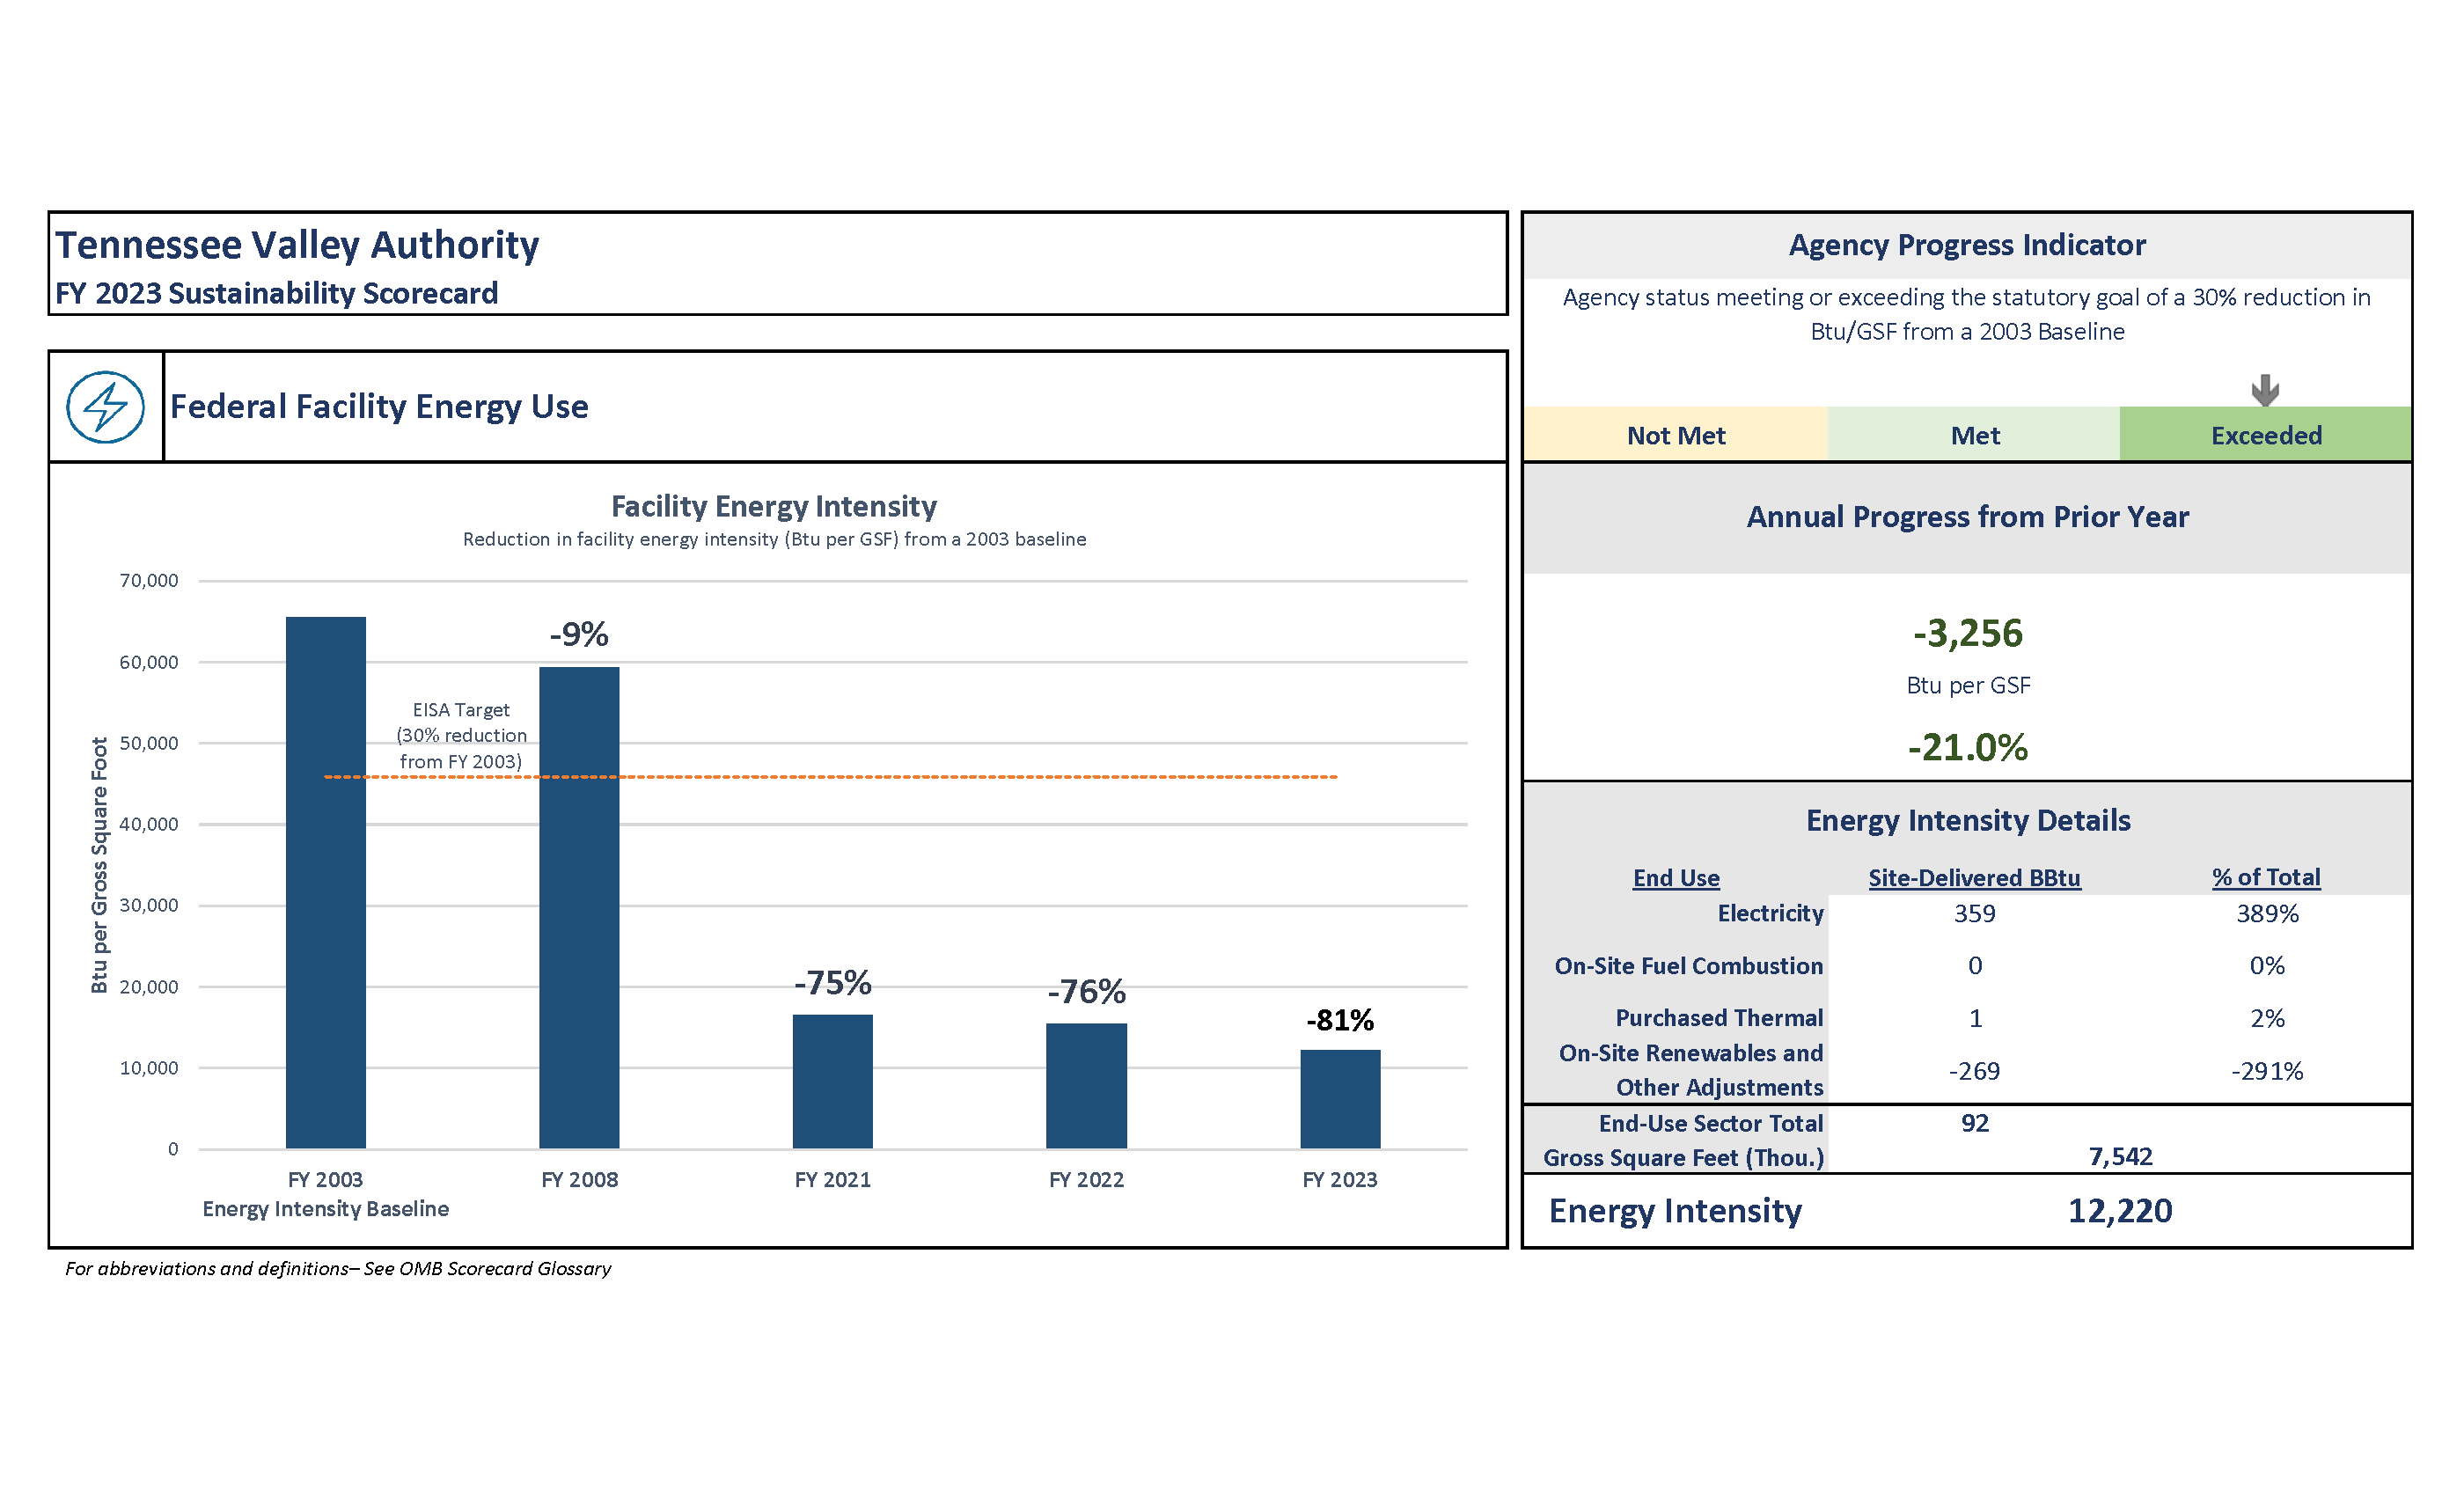 Tennessee Valley Authority
FY 2023 Sustainability Scorecard
Federal Facility Energy Use
Facility Energy Intensity
Reduction in facility energy intensity (Btu per GSF) from a 2003 baseline
Btu per Gross Square Foot
70,000
60,000
50,000
40,000
30,000
20,000
10,000
0
-9%
-75%
-76%
-81%
EISA Target
(30% reduction
from FY 2003)
FY 2003
FY 2008
FY 2021
FY 2022
FY 2023
Energy Intensity Baseline
For abbreviations and definitions– See OMB Scorecard Glossary
Agency Progress Indicator
Agency status meeting or exceeding the statutory goal of a 30% reduction in
Btu/GSF from a 2003 Baseline
Not Met Met Exceeded
Annual Progress from Prior Year
-3,256
Btu per GSF
-21.0%
Energy Intensity Details
End Use Site-Delivered BBtu % of Total
Electricity 359 389%
On-Site Fuel Combustion 0 0%
Purchased Thermal 1 2%
On-Site Renewables and
Other Adjustments -269 -291%
End-Use Sector Total 92
Gross Square Feet (Thou.) 7,542
Energy Intensity 12,220